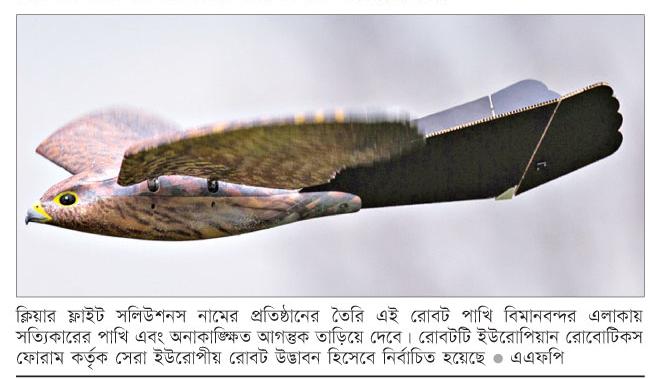 ক্লিয়ার ফ্লাইট সলিউশনস নামের প্রতিষ্ঠানের তৈরি এই রোবট পাখি বিমানবন্দর এলাকায়
সত্যিকারের পাখি এবং অনাকাঙ্ক্ষিত আগন্তুক তাড়িয়ে দেবে। রোবটটি ইউরোপিয়ান রোবোটিকস
ফোরাম কর্তৃক সেরা ইউরোপীয় রোবট উদ্ভাবন হিসেবে নির্বাচিত হয়েছে ● এএফপি